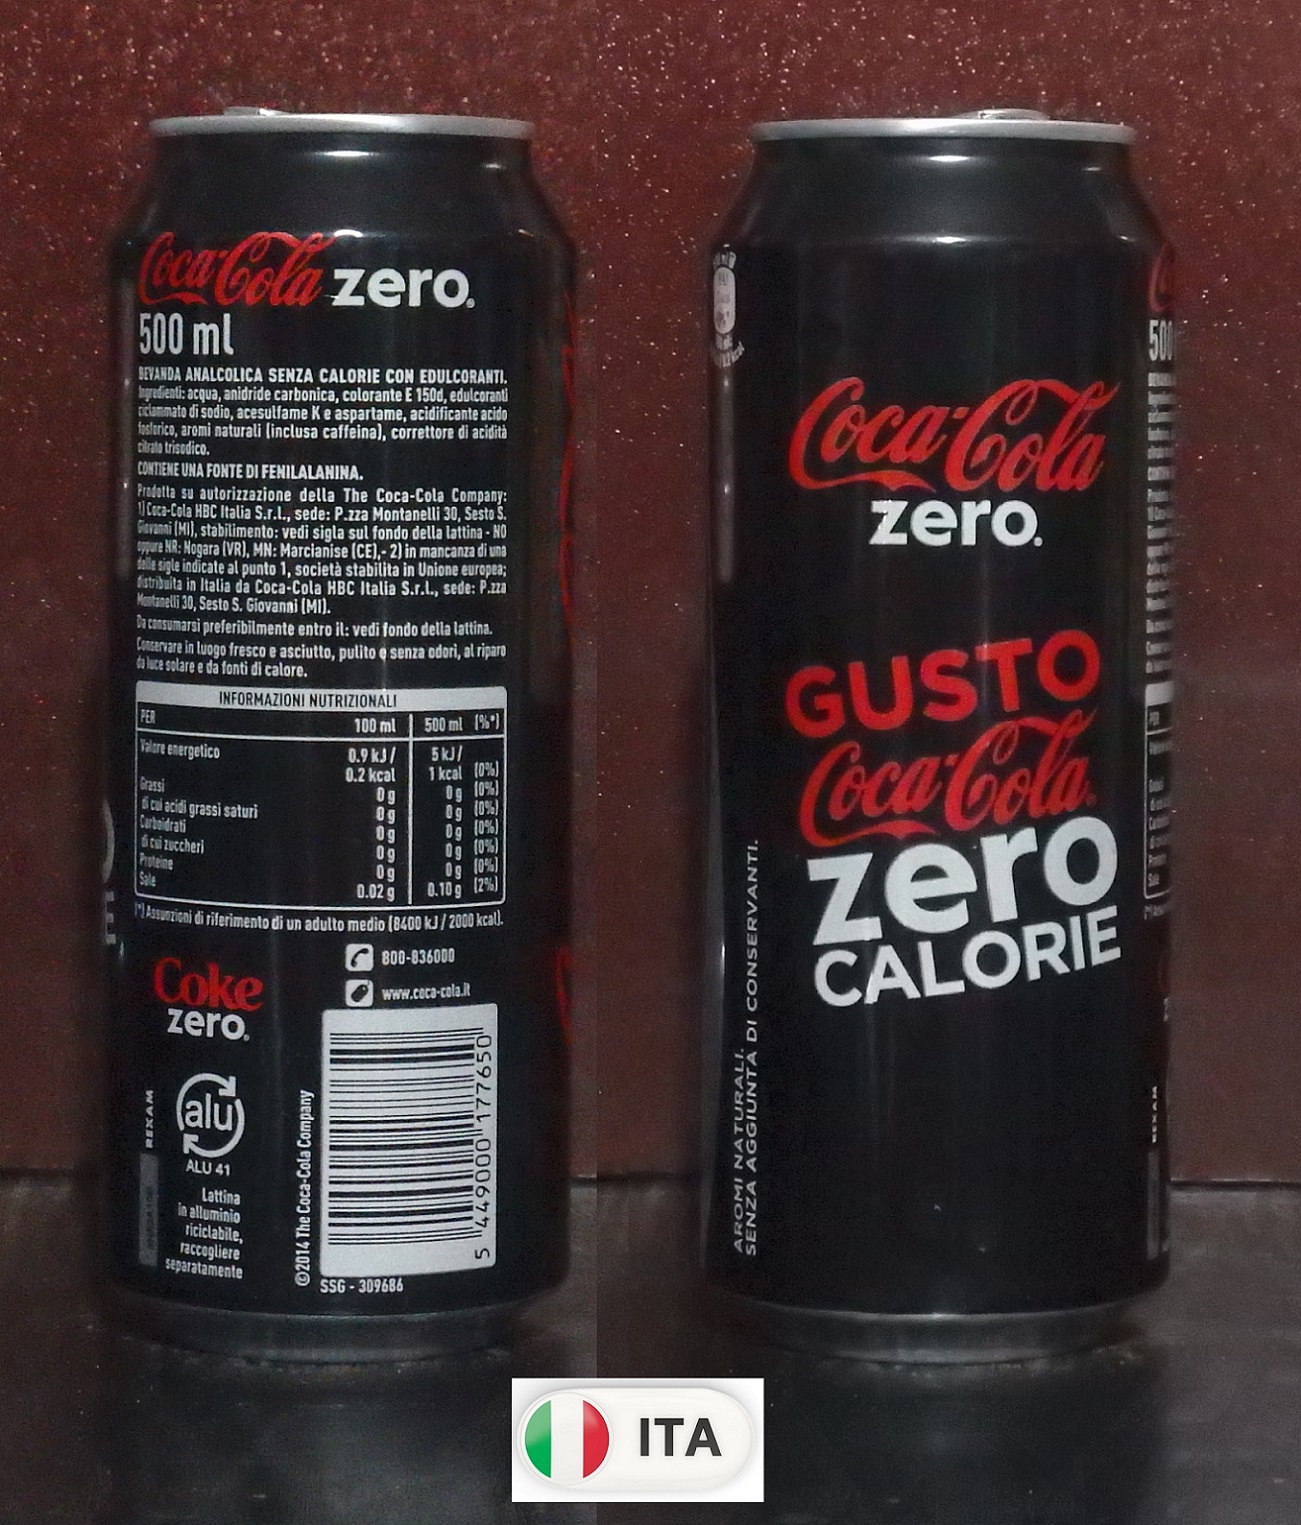 Coca-Cola zero®
500 ml
BEVANDA ANALCOLICA SENZA CALORIE CON EDULCORANTI.
Ingredienti: acqua, anidride carbonica, colorante E 150d, edulcoranti
ciclammato di sodio, acesulfame K e aspartame, acidificante acido
fosforico, aromi naturali (inclusa caffeina), correttore di acidità
citrato trisodico.
CONTIENE UNA FONTE DI FENILALANINA.
Prodotta su autorizzazione della The Coca-Cola Company:
1) Coca-Cola HBC Italia S.r.l., sede: P.zza Montanelli 30, Sesto S.
Giovanni (MI), stabilimento: vedi sigla sul fondo della lattina - NO
oppure NR: Nogara (VR), MN: Marcianise (CE),- 2) in mancanza di una
delle sigle indicate al punto 1, società stabilita in Unione europea;
distribuita in Italia da Coca-Cola HBC Italia S.r.l., sede: P.zza
Montanelli 30, Sesto S. Giovanni (MI).
Da consumarsi preferibilmente entro il: vedi fondo della lattina.
Conservare in luogo fresco e asciutto, pulito e senza odori, al riparo
da luce solare e da fonti di calore.
INFORMAZIONI NUTRIZIONALI
PER 100 ml 500 ml (%*)
Valore energetico 0.9 kJ/ 5 kJ/
0.2 kcal 1 kcal (0%)
Grassi 0 g 0 g (0%)
di cui acidi grassi saturi 0 g 0 g (0%)
Carboidrati 0 g 0 g (0%)
di cui zuccheri 0 g 0 g (0%)
Proteine 0 g 0 g (0%)
Sale 0.02 g 0.10 g (2%)
(*) Assunzioni di riferimento di un adulto medio (8400 kJ / 2000 kcal).
800-836000
www.coca-cola.it
Coke
zero®
REXAM
alu
ALU 41
Lattina
in alluminio
riciclabile,
raccogliere
separatamente
©2014 The Coca-Cola Company
5 449000 177650
SSG - 309686
Coca-Cola
zero®
GUSTO
Coca-Cola®
zero
CALORIE
AROMI NATURALI.
SENZA AGGIUNTA DI CONSERVANTI.
500
PER
Sale
REXAM
ITA